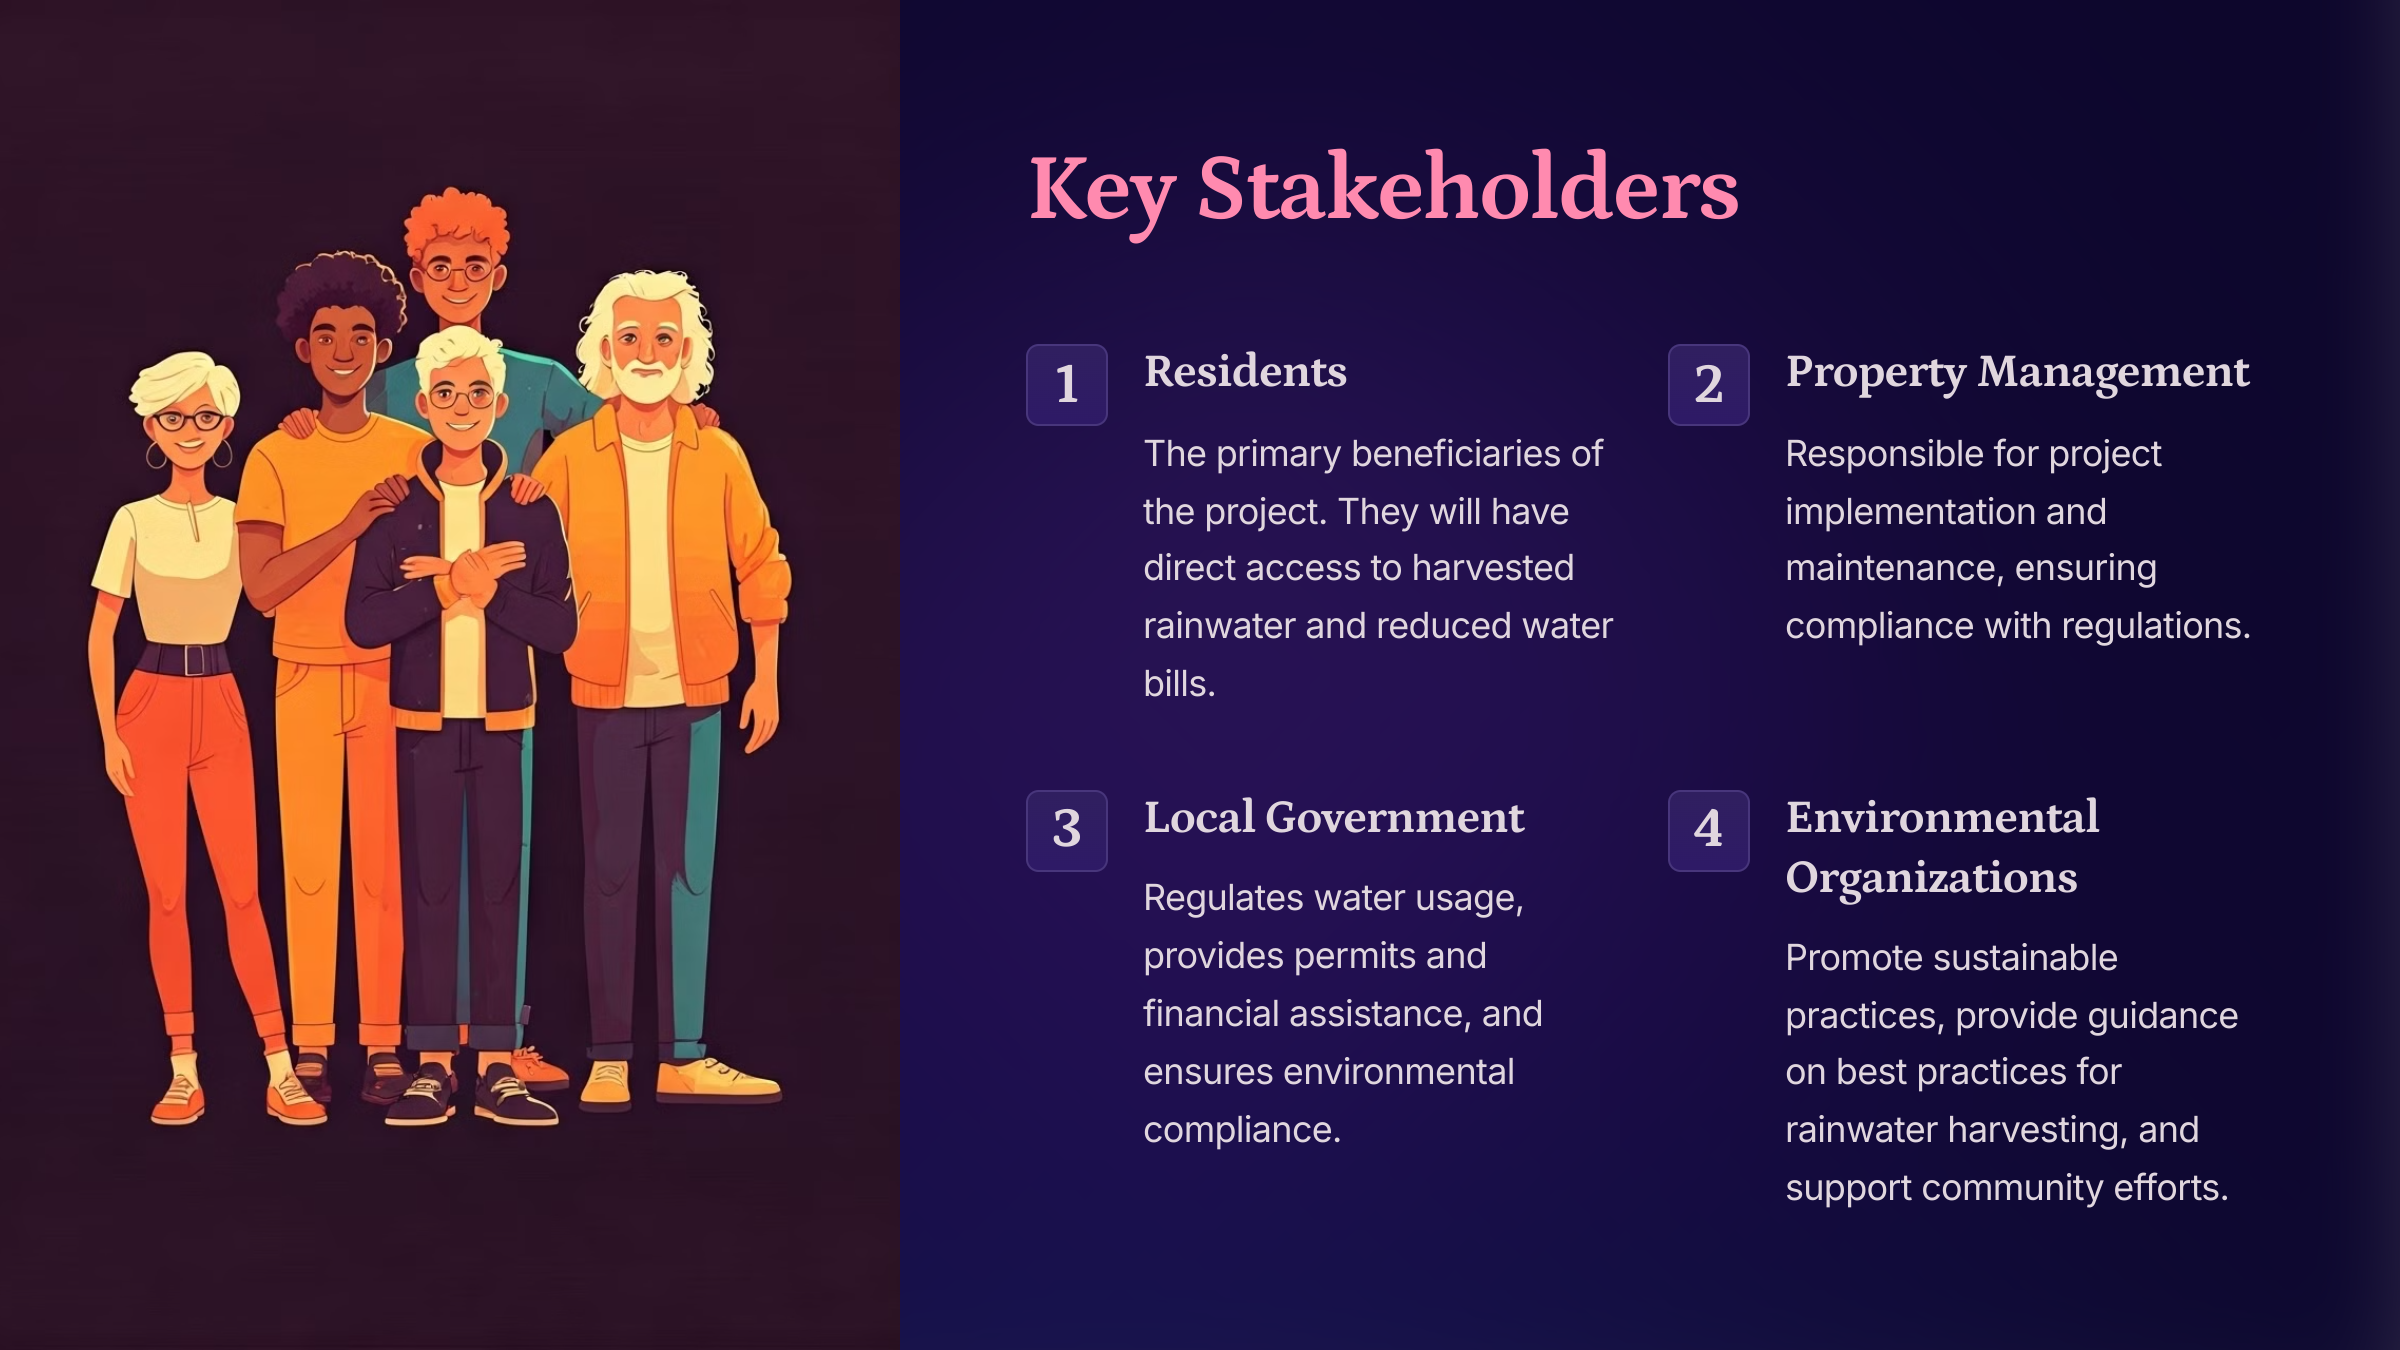 Key Stakeholders
1
Residents
The primary beneficiaries of
the project. They will have
direct access to harvested
rainwater and reduced water
bills.
2
Property Management
Responsible for project
implementation and
maintenance, ensuring
compliance with regulations.
3
Local Government
Regulates water usage,
provides permits and
financial assistance, and
ensures environmental
compliance.
4
Environmental
Organizations
Promote sustainable
practices, provide guidance
on best practices for
rainwater harvesting, and
support community efforts.